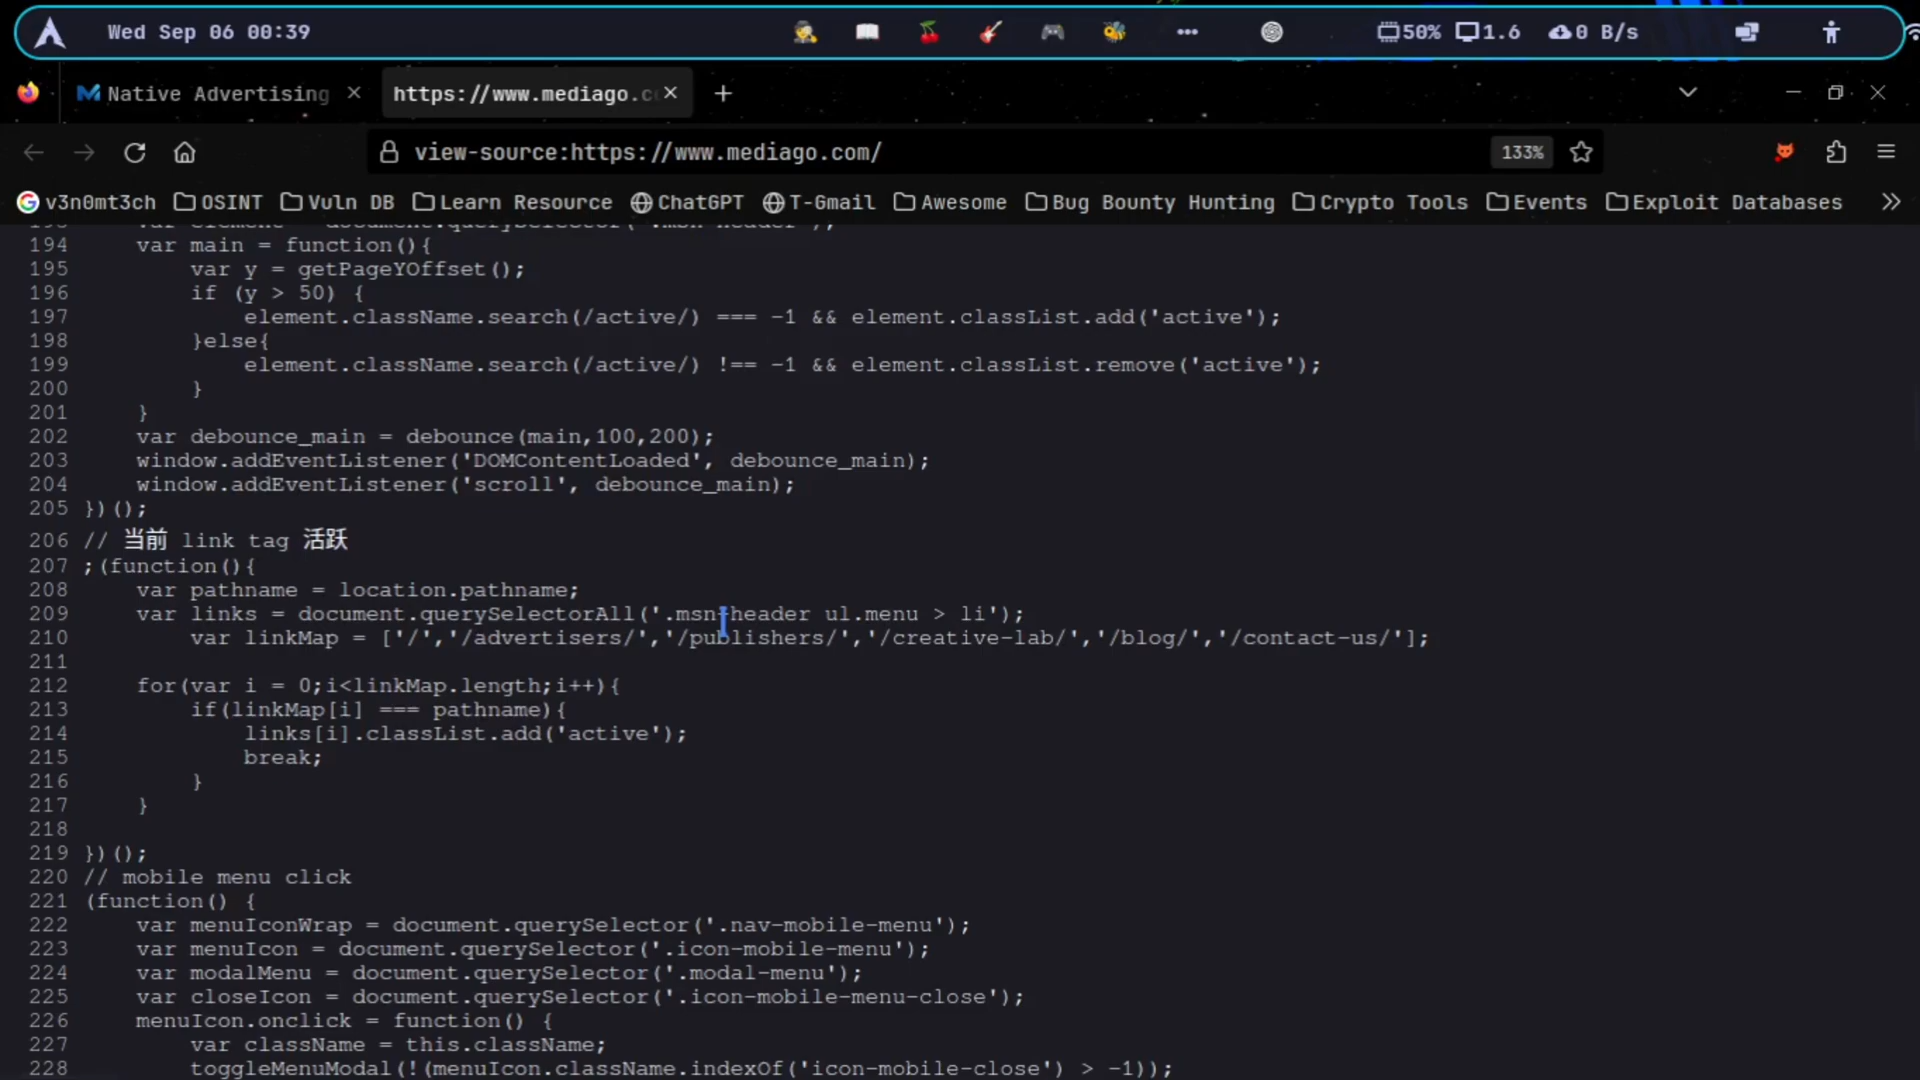 Wed Sep 06 00:39
50% 1.6 0 B/s
Native Advertising
https://www.mediago.c
view-source:https://www.mediago.com/
133%
v3n0mt3ch OSINT Vuln DB Learn Resource ChatGPT T-Gmail Awesome Bug Bounty Hunting Crypto Tools Events Exploit Databases
194 var main = function(){
195 var y = getPageYOffset();
196 if (y > 50) {
197 element.className.search(/active/) === -1 && element.classList.add('active');
198 }else{
199 element.className.search(/active/) !== -1 && element.classList.remove('active');
200 }
201 }
202 var debounce_main = debounce(main,100,200);
203 window.addEventListener('DOMContentLoaded', debounce_main);
204 window.addEventListener('scroll', debounce_main);
205 })();
206 // 当前 link tag 活跃
207 ;(function(){
208 var pathname = location.pathname;
209 var links = document.querySelectorAll('.msn-header ul.menu > li');
210 var linkMap = ['/','/advertisers/','/publishers/','/creative-lab/','/blog/','/contact-us/'];
211
212 for(var i = 0;i<linkMap.length;i++){
213 if(linkMap[i] === pathname){
214 links[i].classList.add('active');
215 break;
216 }
217 }
218
219 })();
220 // mobile menu click
221 (function() {
222 var menuIconWrap = document.querySelector('.nav-mobile-menu');
223 var menuIcon = document.querySelector('.icon-mobile-menu');
224 var modalMenu = document.querySelector('.modal-menu');
225 var closeIcon = document.querySelector('.icon-mobile-menu-close');
226 menuIcon.onclick = function() {
227 var className = this.className;
228 toggleMenuModal(!(menuIcon.className.indexOf('icon-mobile-close') > -1));